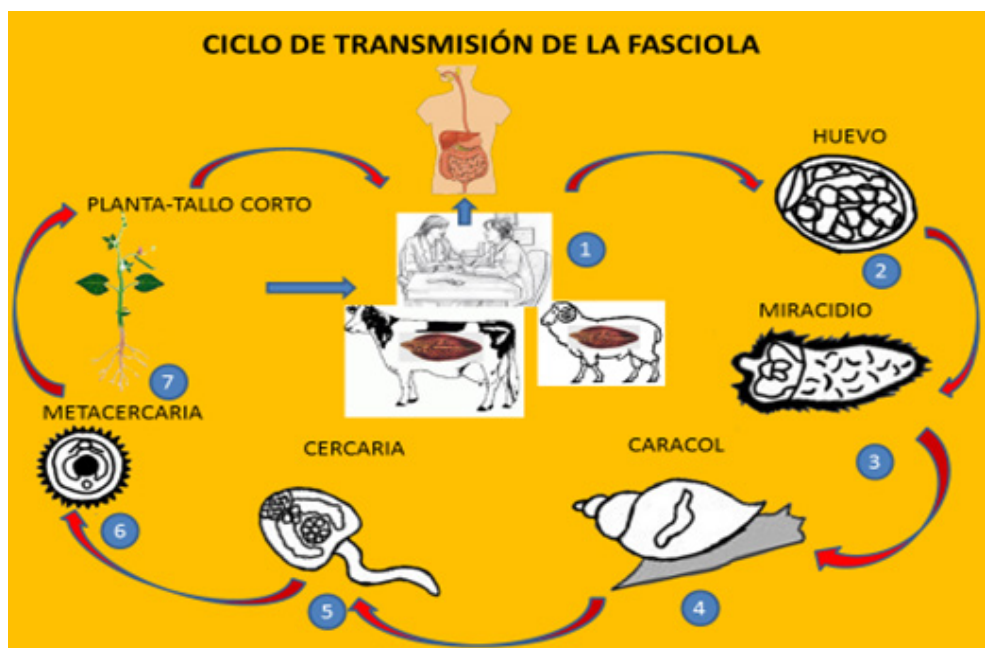 CICLO DE TRANSMISIÓN DE LA FASCIOLA
HUEVO
PLANTA-TALLO CORTO
1
2
MIRACIDIO
7
METACERCARIA
CERCARIA
CARACOL
3
6
5
4